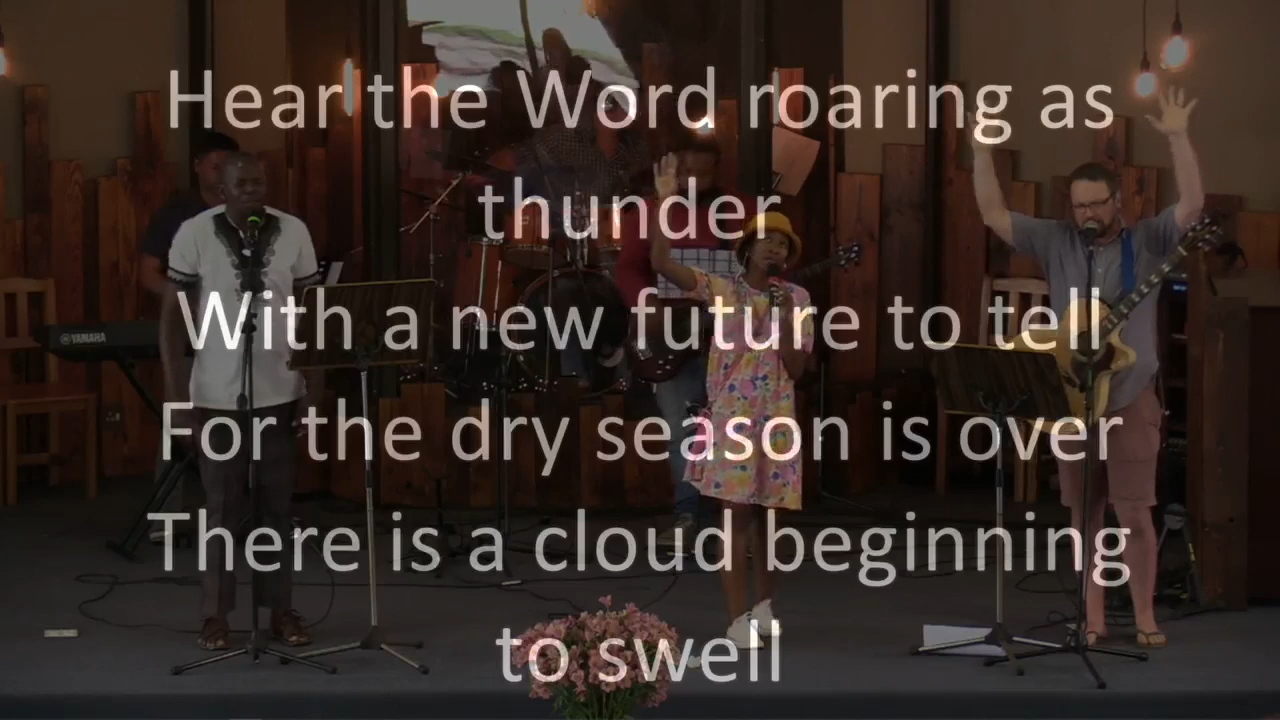 Hear the Word roaring as
thunder
With a new future to tell
For the dry season is over
There is a cloud beginning
to swell
YAMAHA